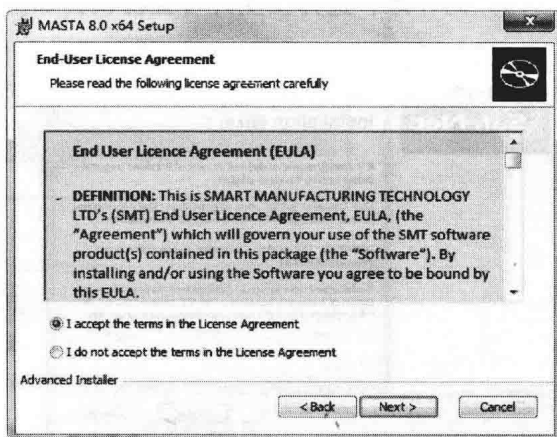 MASTA 8.0 x64 Setup
End-User License Agreement
Please read the following license agreement carefully
End User Licence Agreement (EULA)
DEFINITION: This is SMART MANUFACTURING TECHNOLOGY
LTD's (SMT) End User Licence Agreement, EULA, (the
"Agreement") which will govern your use of the SMT software
product(s) contained in this package (the "Software"). By
installing and/or using the Software you agree to be bound by
this EULA.
I accept the terms in the License Agreement
I do not accept the terms in the License Agreement
Advanced Installer
< Back
Next >
Cancel